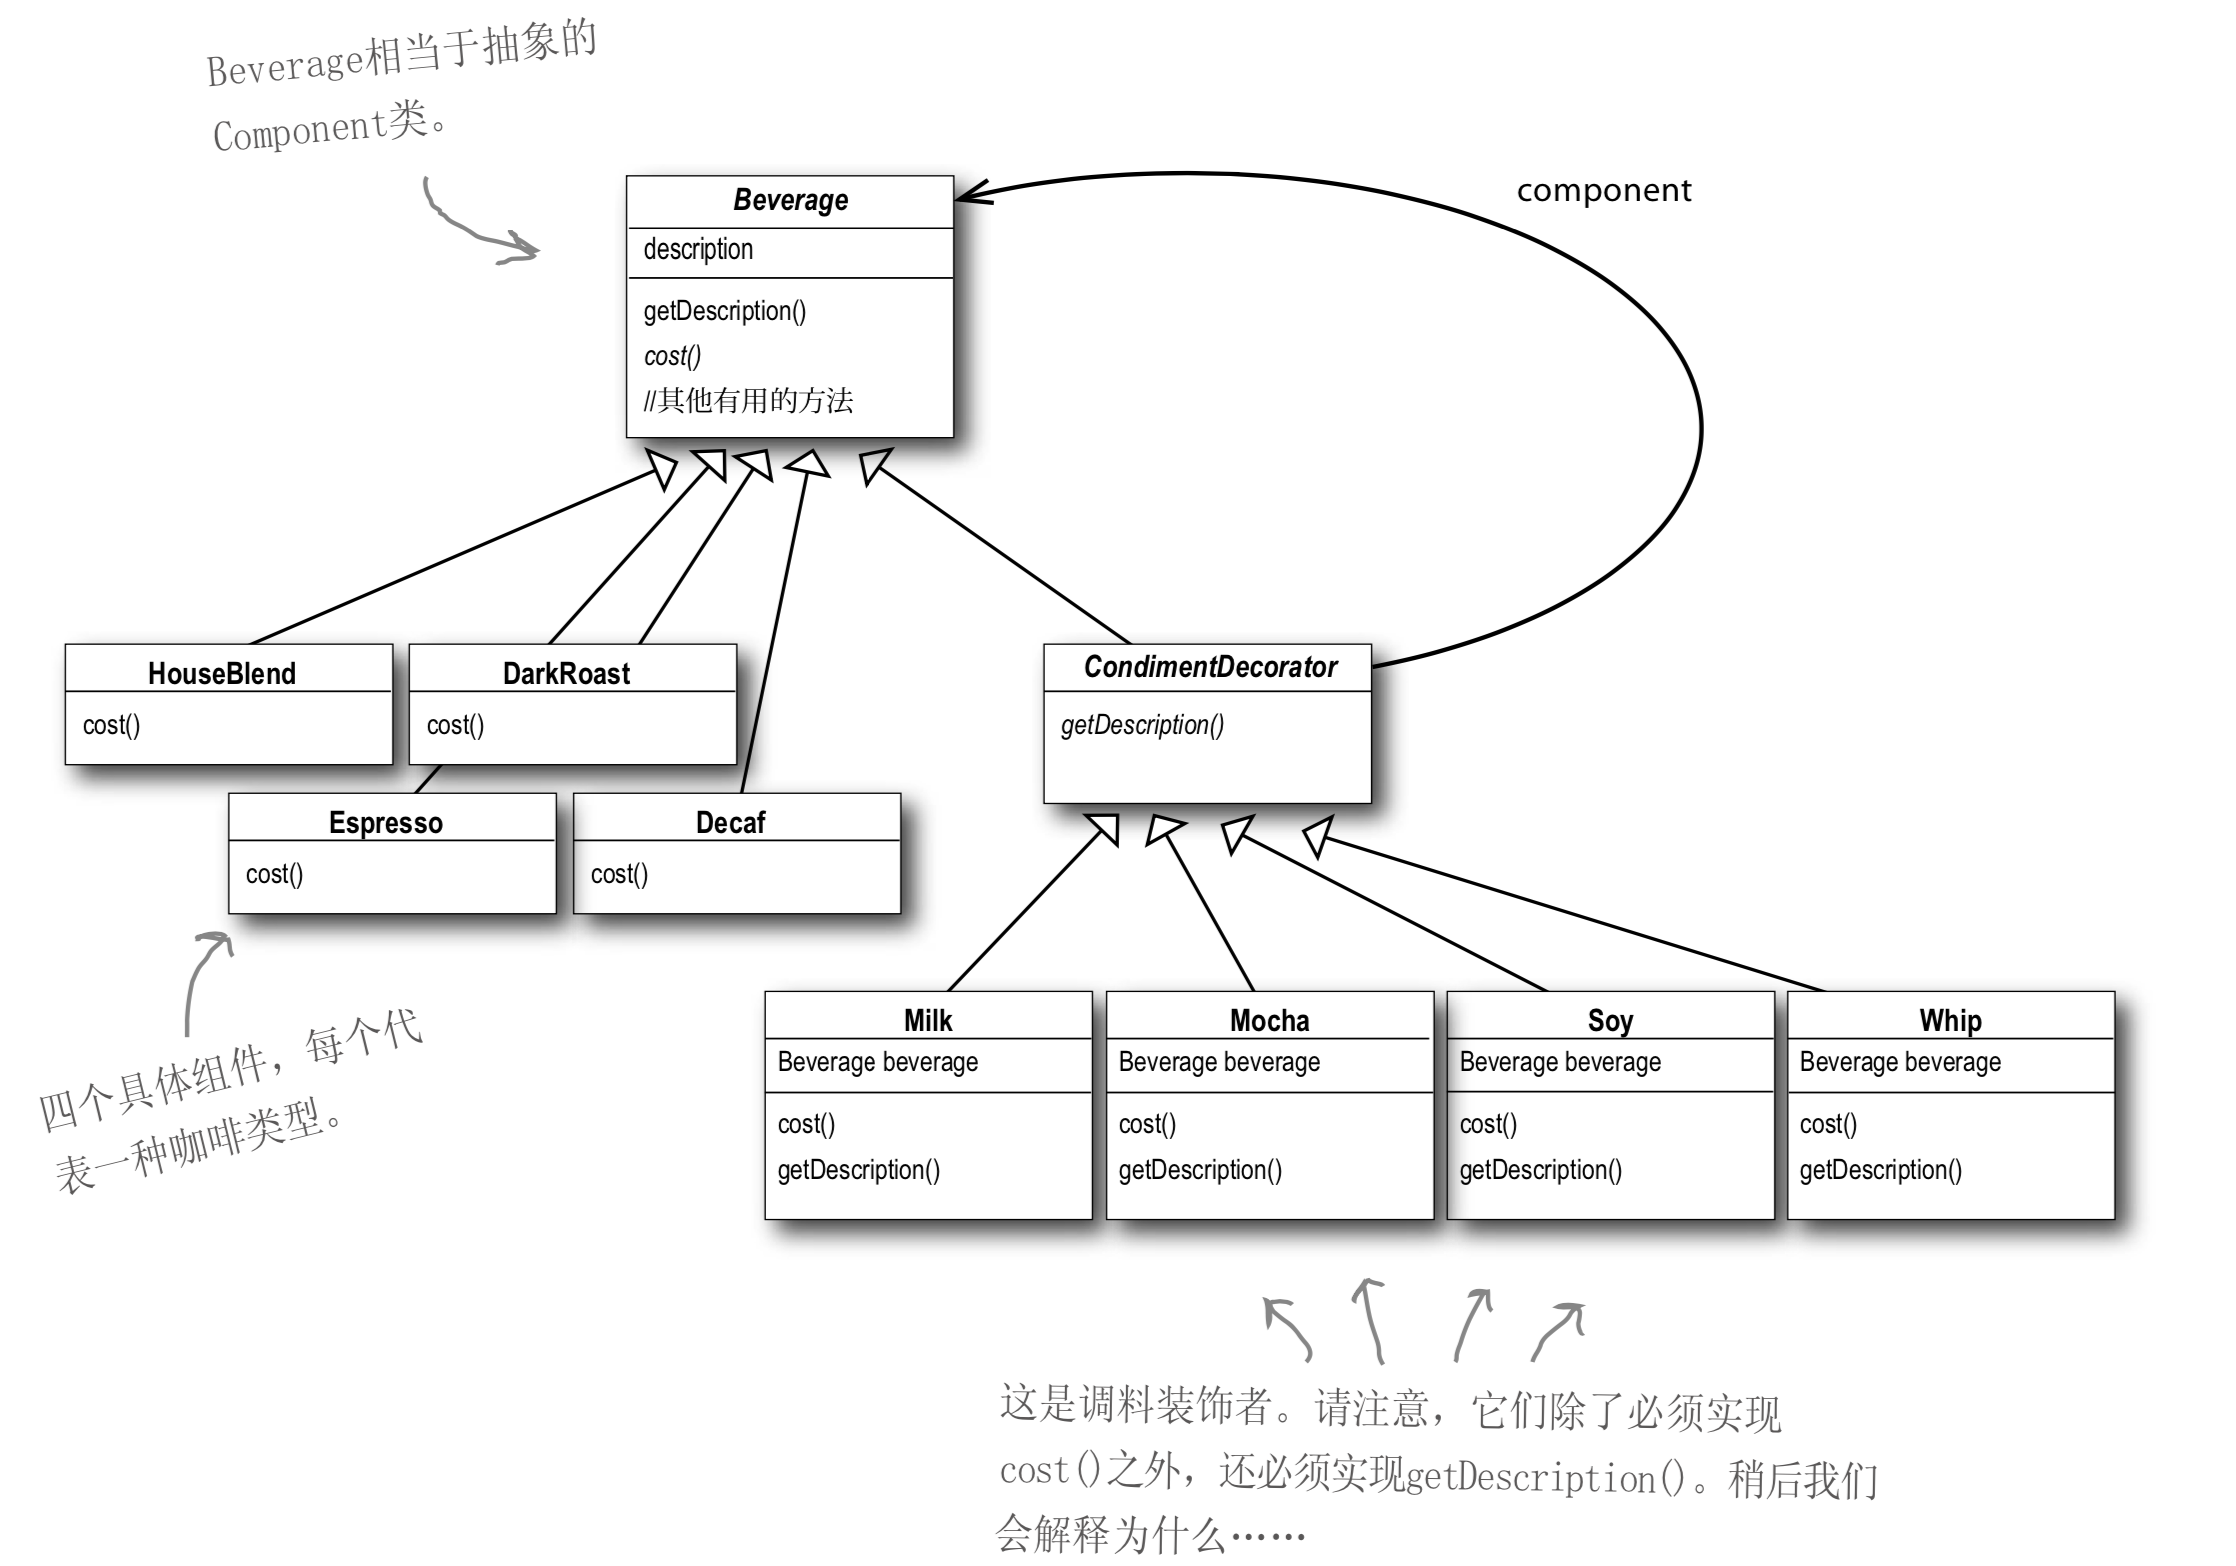 Beverage相当于抽象的
Component类。
component
Beverage
description
getDescription()
cost()
//其他有用的方法
HouseBlend
cost()
DarkRoast
cost()
CondimentDecorator
getDescription()
Espresso
cost()
Decaf
cost()
四个具体组件，每个代
表一种咖啡类型。
Milk
Beverage beverage
cost()
getDescription()
Mocha
Beverage beverage
cost()
getDescription()
Soy
Beverage beverage
cost()
getDescription()
Whip
Beverage beverage
cost()
getDescription()
这是调料装饰者。请注意，它们除了必须实现
cost()之外，还必须实现getDescription()。稍后我们
会解释为什么……